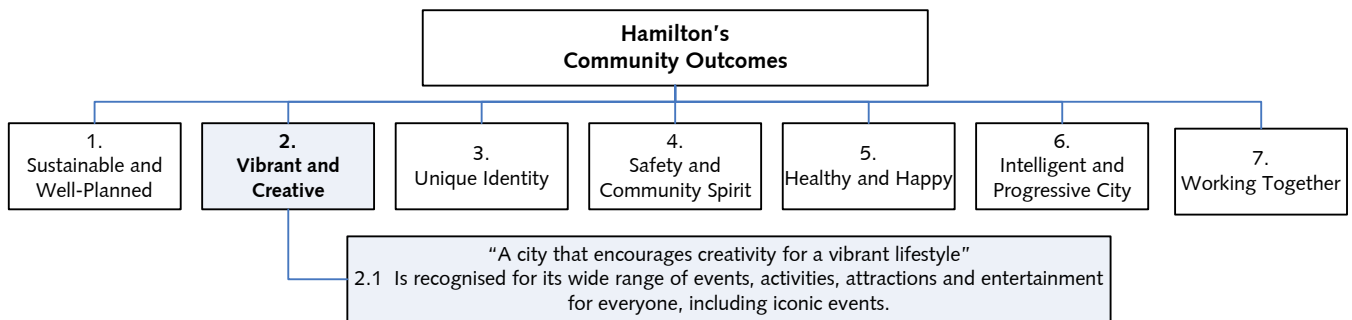 Hamilton's
Community Outcomes
1.
Sustainable and
Well-Planned
2.
Vibrant and
Creative
3.
Unique Identity
4.
Safety and
Community Spirit
5.
Healthy and Happy
6.
Intelligent and
Progressive City
7.
Working Together
“A city that encourages creativity for a vibrant lifestyle”
2.1 Is recognised for its wide range of events, activities, attractions and entertainment
for everyone, including iconic events.